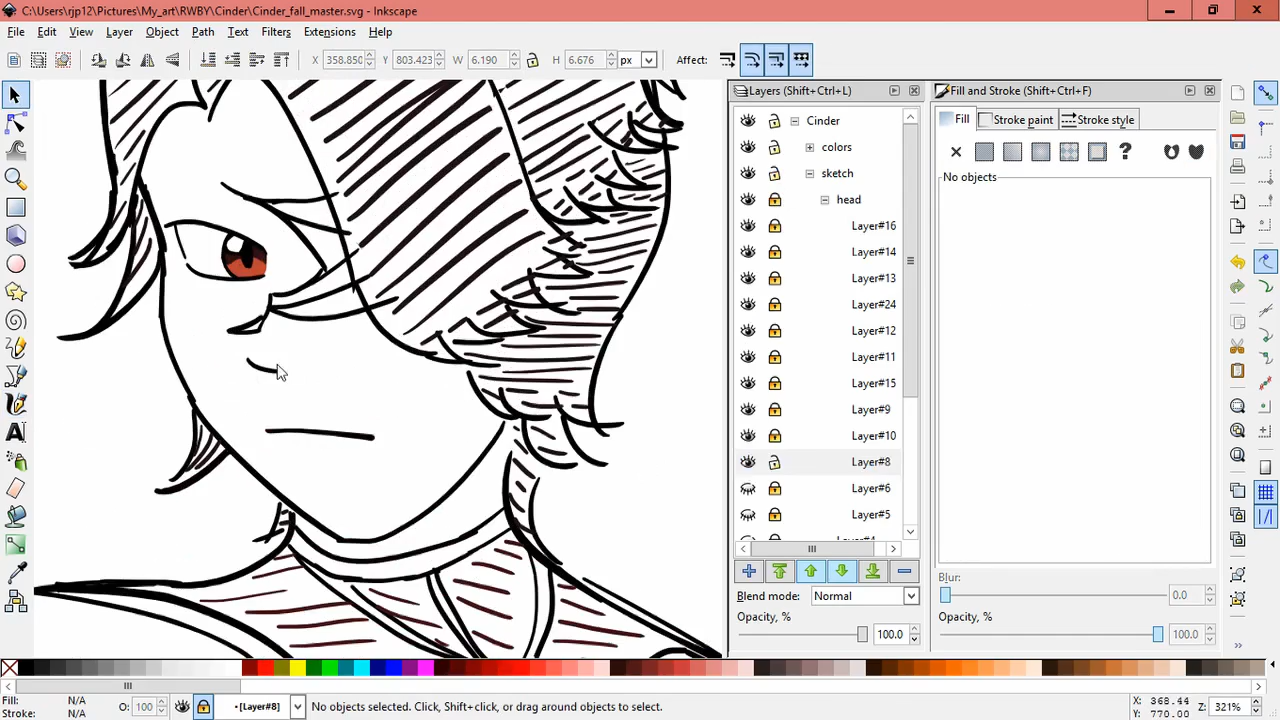 C:\Users\rjp12\Pictures\My_art\RWBY\Cinder\Cinder_fall_master.svg - Inkscape
File Edit View Layer Object Path Text Filters Extensions Help
X 358.850 Y 803.423 W 6.190 H 6.676 px Affect:
Layers (Shift+Ctrl+L)
Cinder
colors
sketch
head
Layer#16
Layer#14
Layer#13
Layer#24
Layer#12
Layer#11
Layer#15
Layer#9
Layer#10
Layer#8
Layer#6
Layer#5
Blend mode: Normal
Opacity, %
100.0
Fill and Stroke (Shift+Ctrl+F)
Fill Stroke paint Stroke style
No objects
Blur:
0.0
Opacity, %
100.0
Fill: N/A
Stroke: N/A
O: 100
•[Layer#8]
No objects selected. Click, Shift+click, or drag around objects to select.
X: 368.44
Y: 770.00
Z: 321%